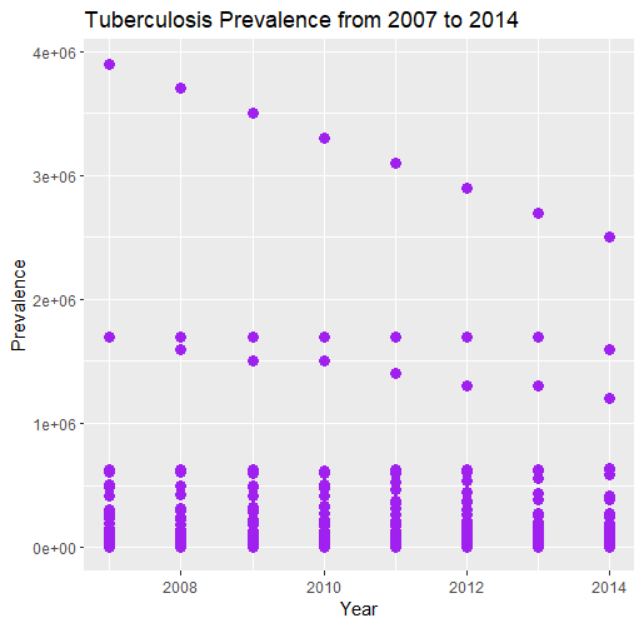 Tuberculosis Prevalence from 2007 to 2014
4e+06
3e+06
2e+06
1e+06
0e+00
Prevalence
2008 2010 2012 2014
Year